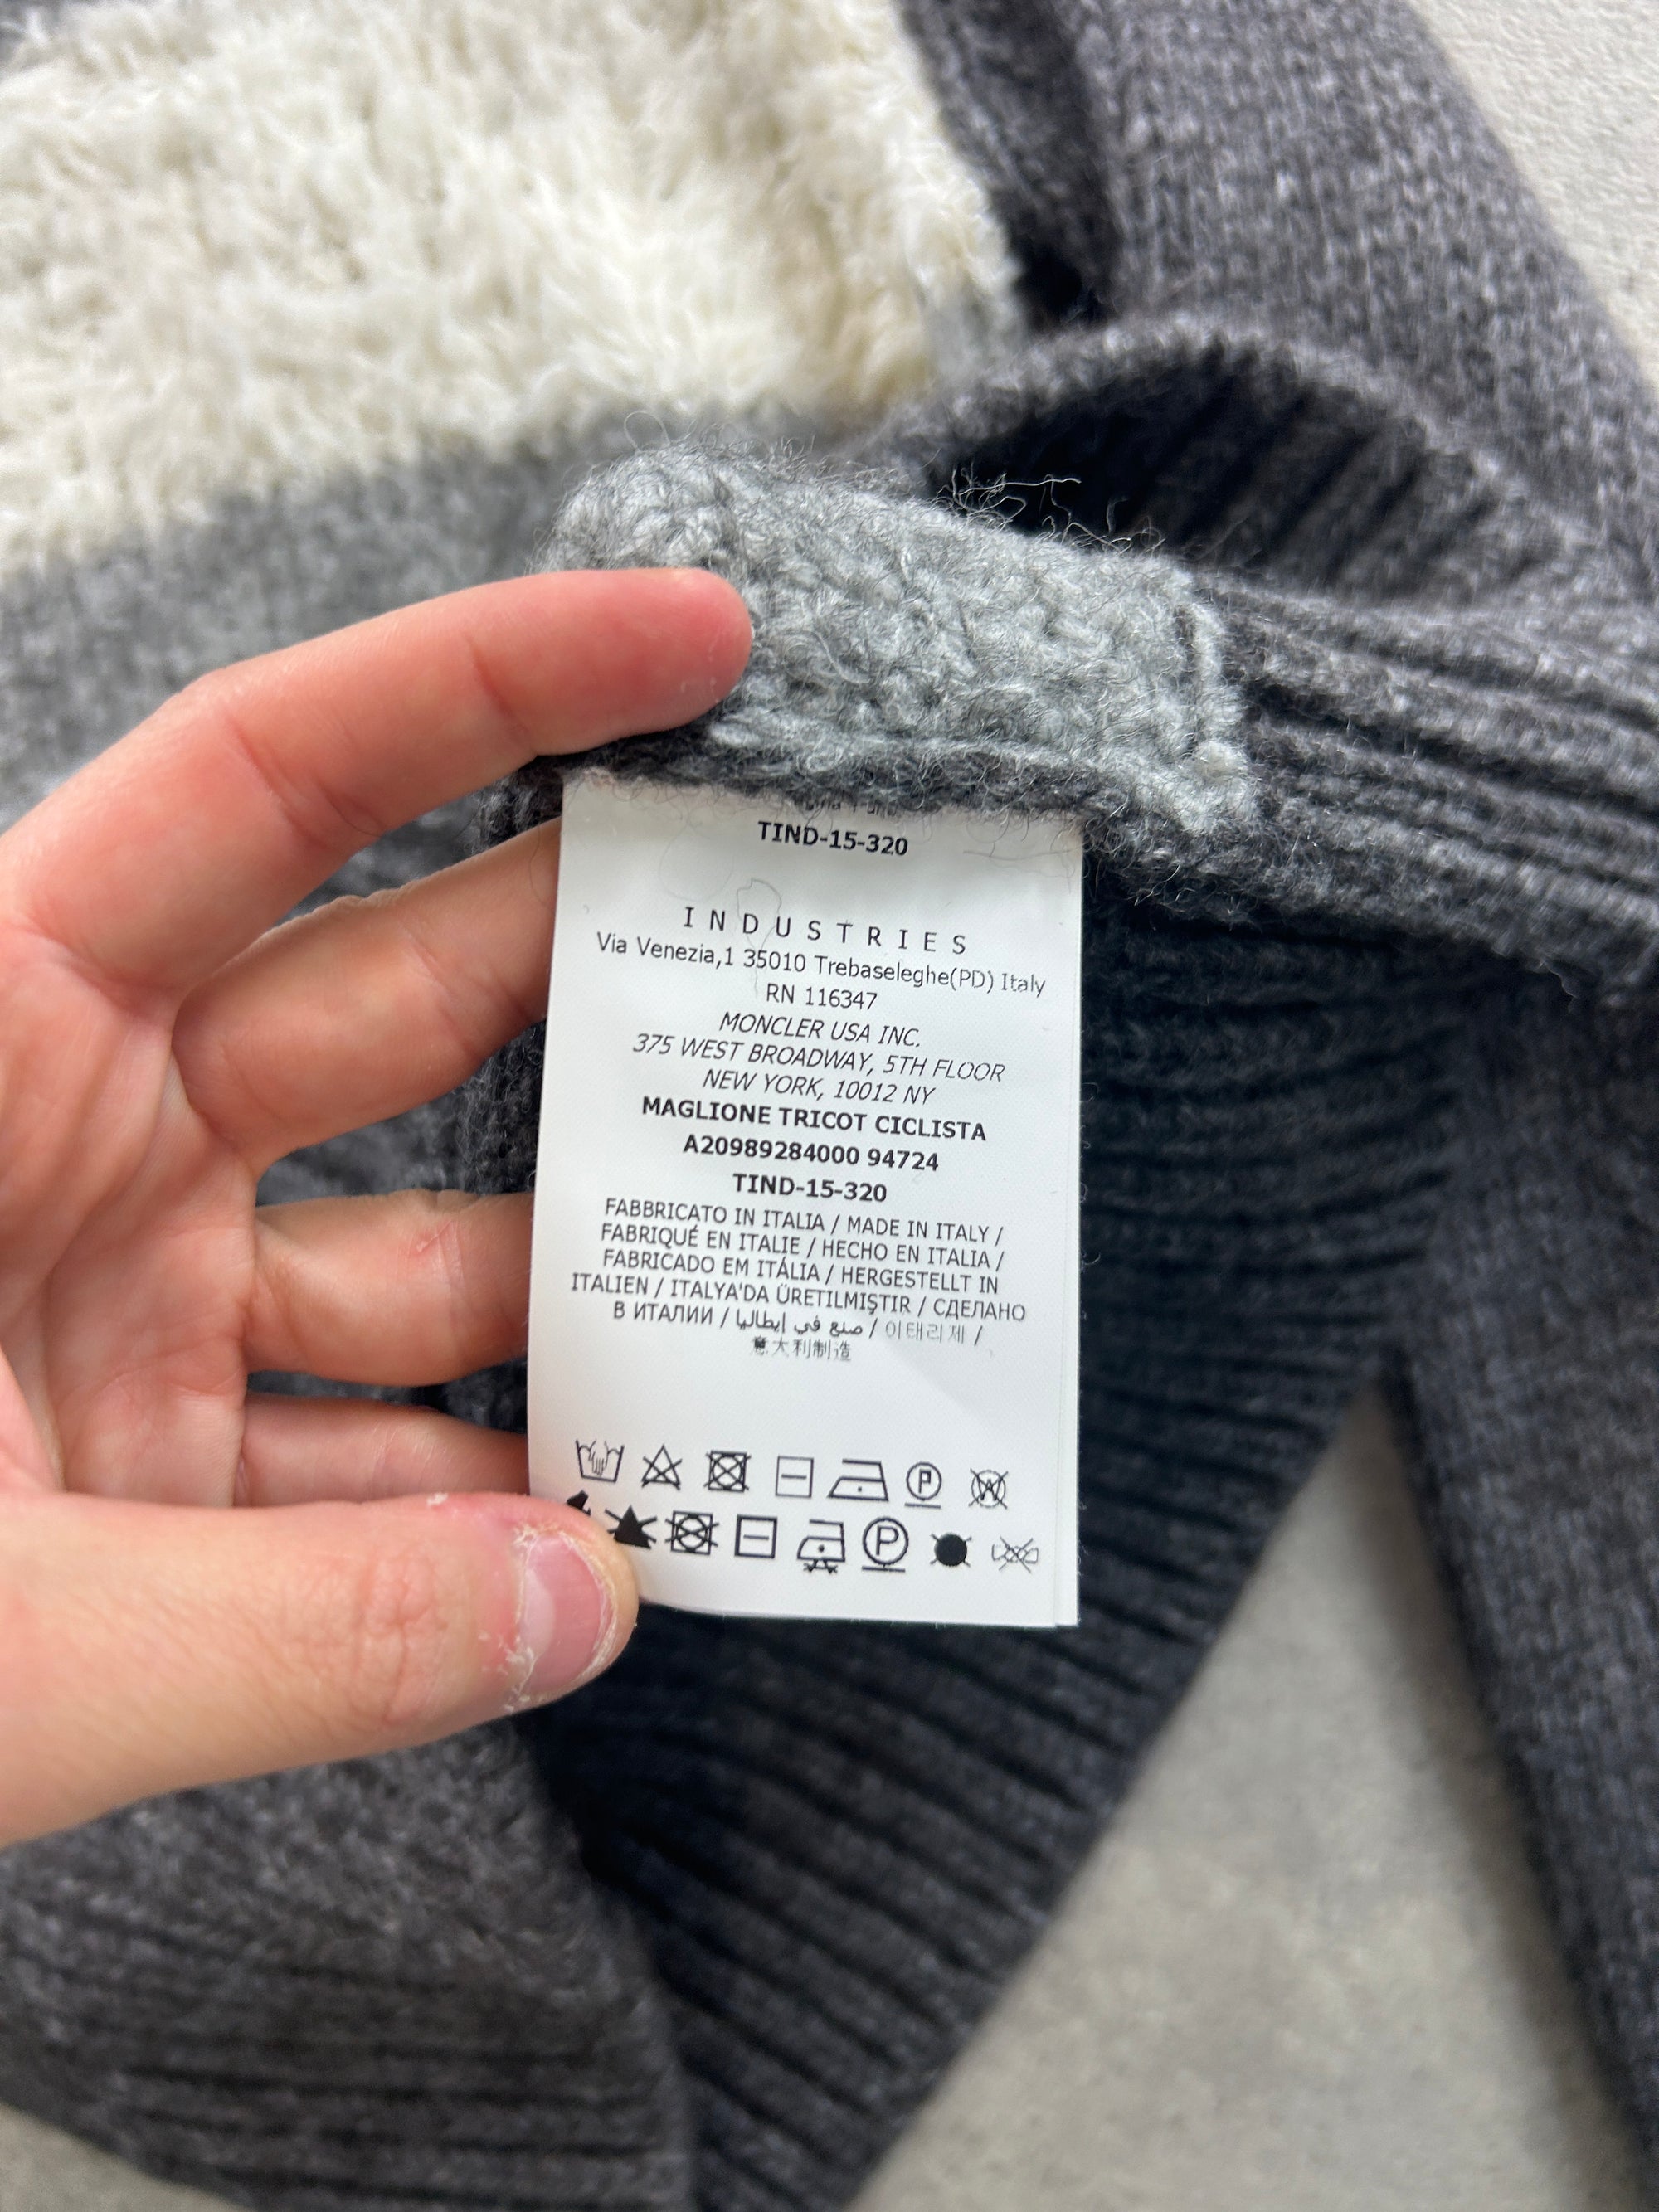 TIND-15-320
INDUSTRIES
Via Venezia,1 35010 Trebaseleghe(PD) Italy
RN 116347
MONCLER USA INC.
375 WEST BROADWAY, 5TH FLOOR
NEW YORK, 10012 NY
MAGLIONE TRICOT CICLISTA
A20989284000 94724
TIND-15-320
FABBRICATO IN ITALIA / MADE IN ITALY /
FABRIQUÉ EN ITALIE / HECHO EN ITALIA /
FABRICADO EM ITÁLIA / HERGESTELLT IN
ITALIEN / ITALYA'DA ÜRETILMIŞTIR / СДЕЛАНО
В ИТАЛИИ / صنع في إيطاليا / 이태리제 /
意大利制造
P W
P